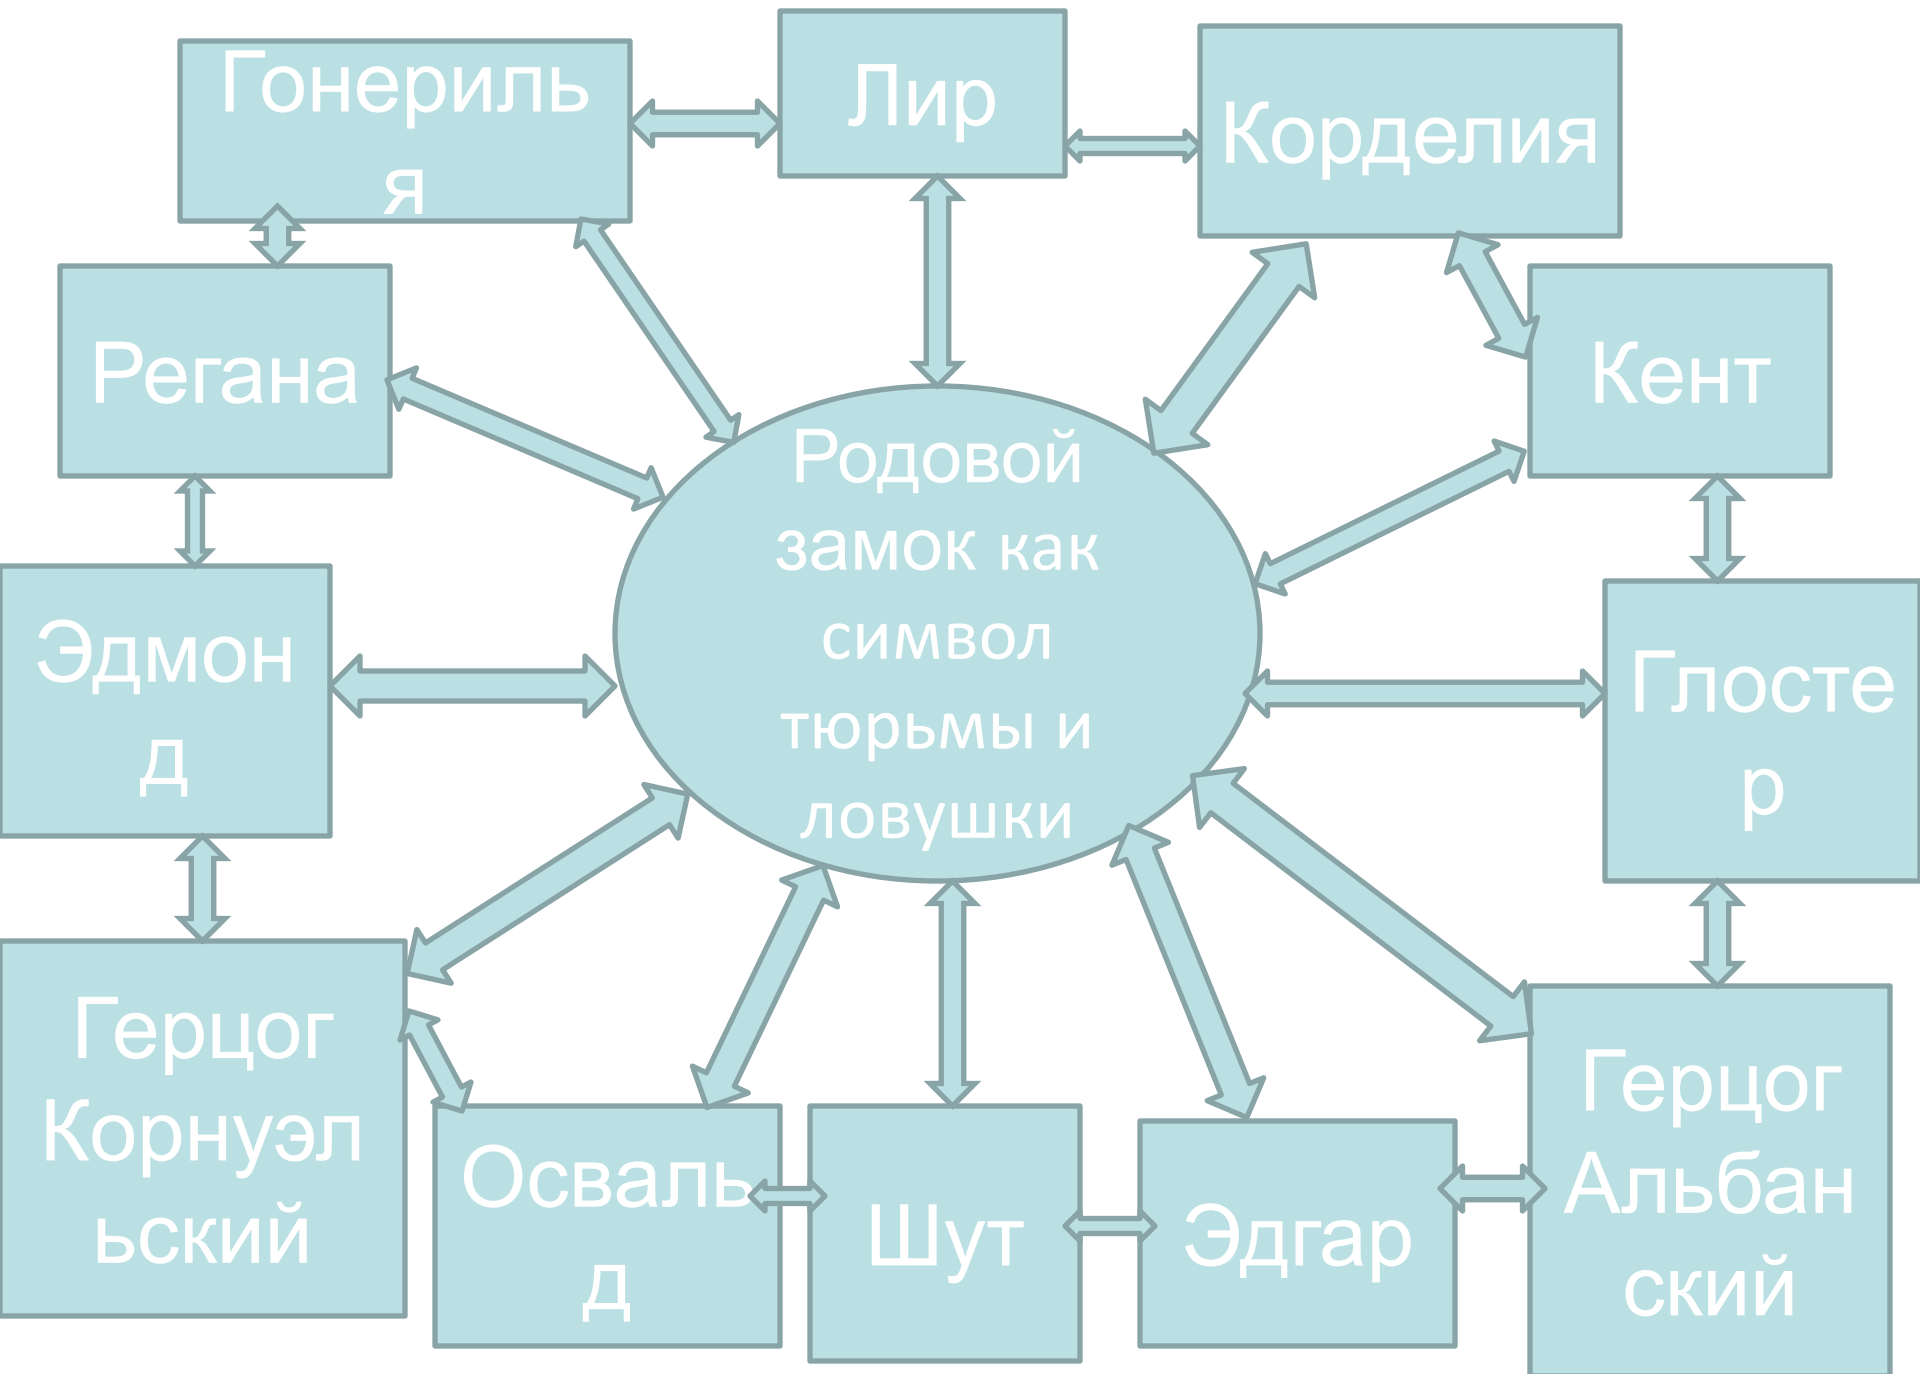 Гонериль
я
Лир
Корделия
Регана
Кент
Родовой
замок как
символ
тюрьмы и
ловушки
Эдмон
д
Глосте
р
Герцог
Корнуэл
ьский
Осваль
д
Шут
Эдгар
Герцог
Альбан
ский